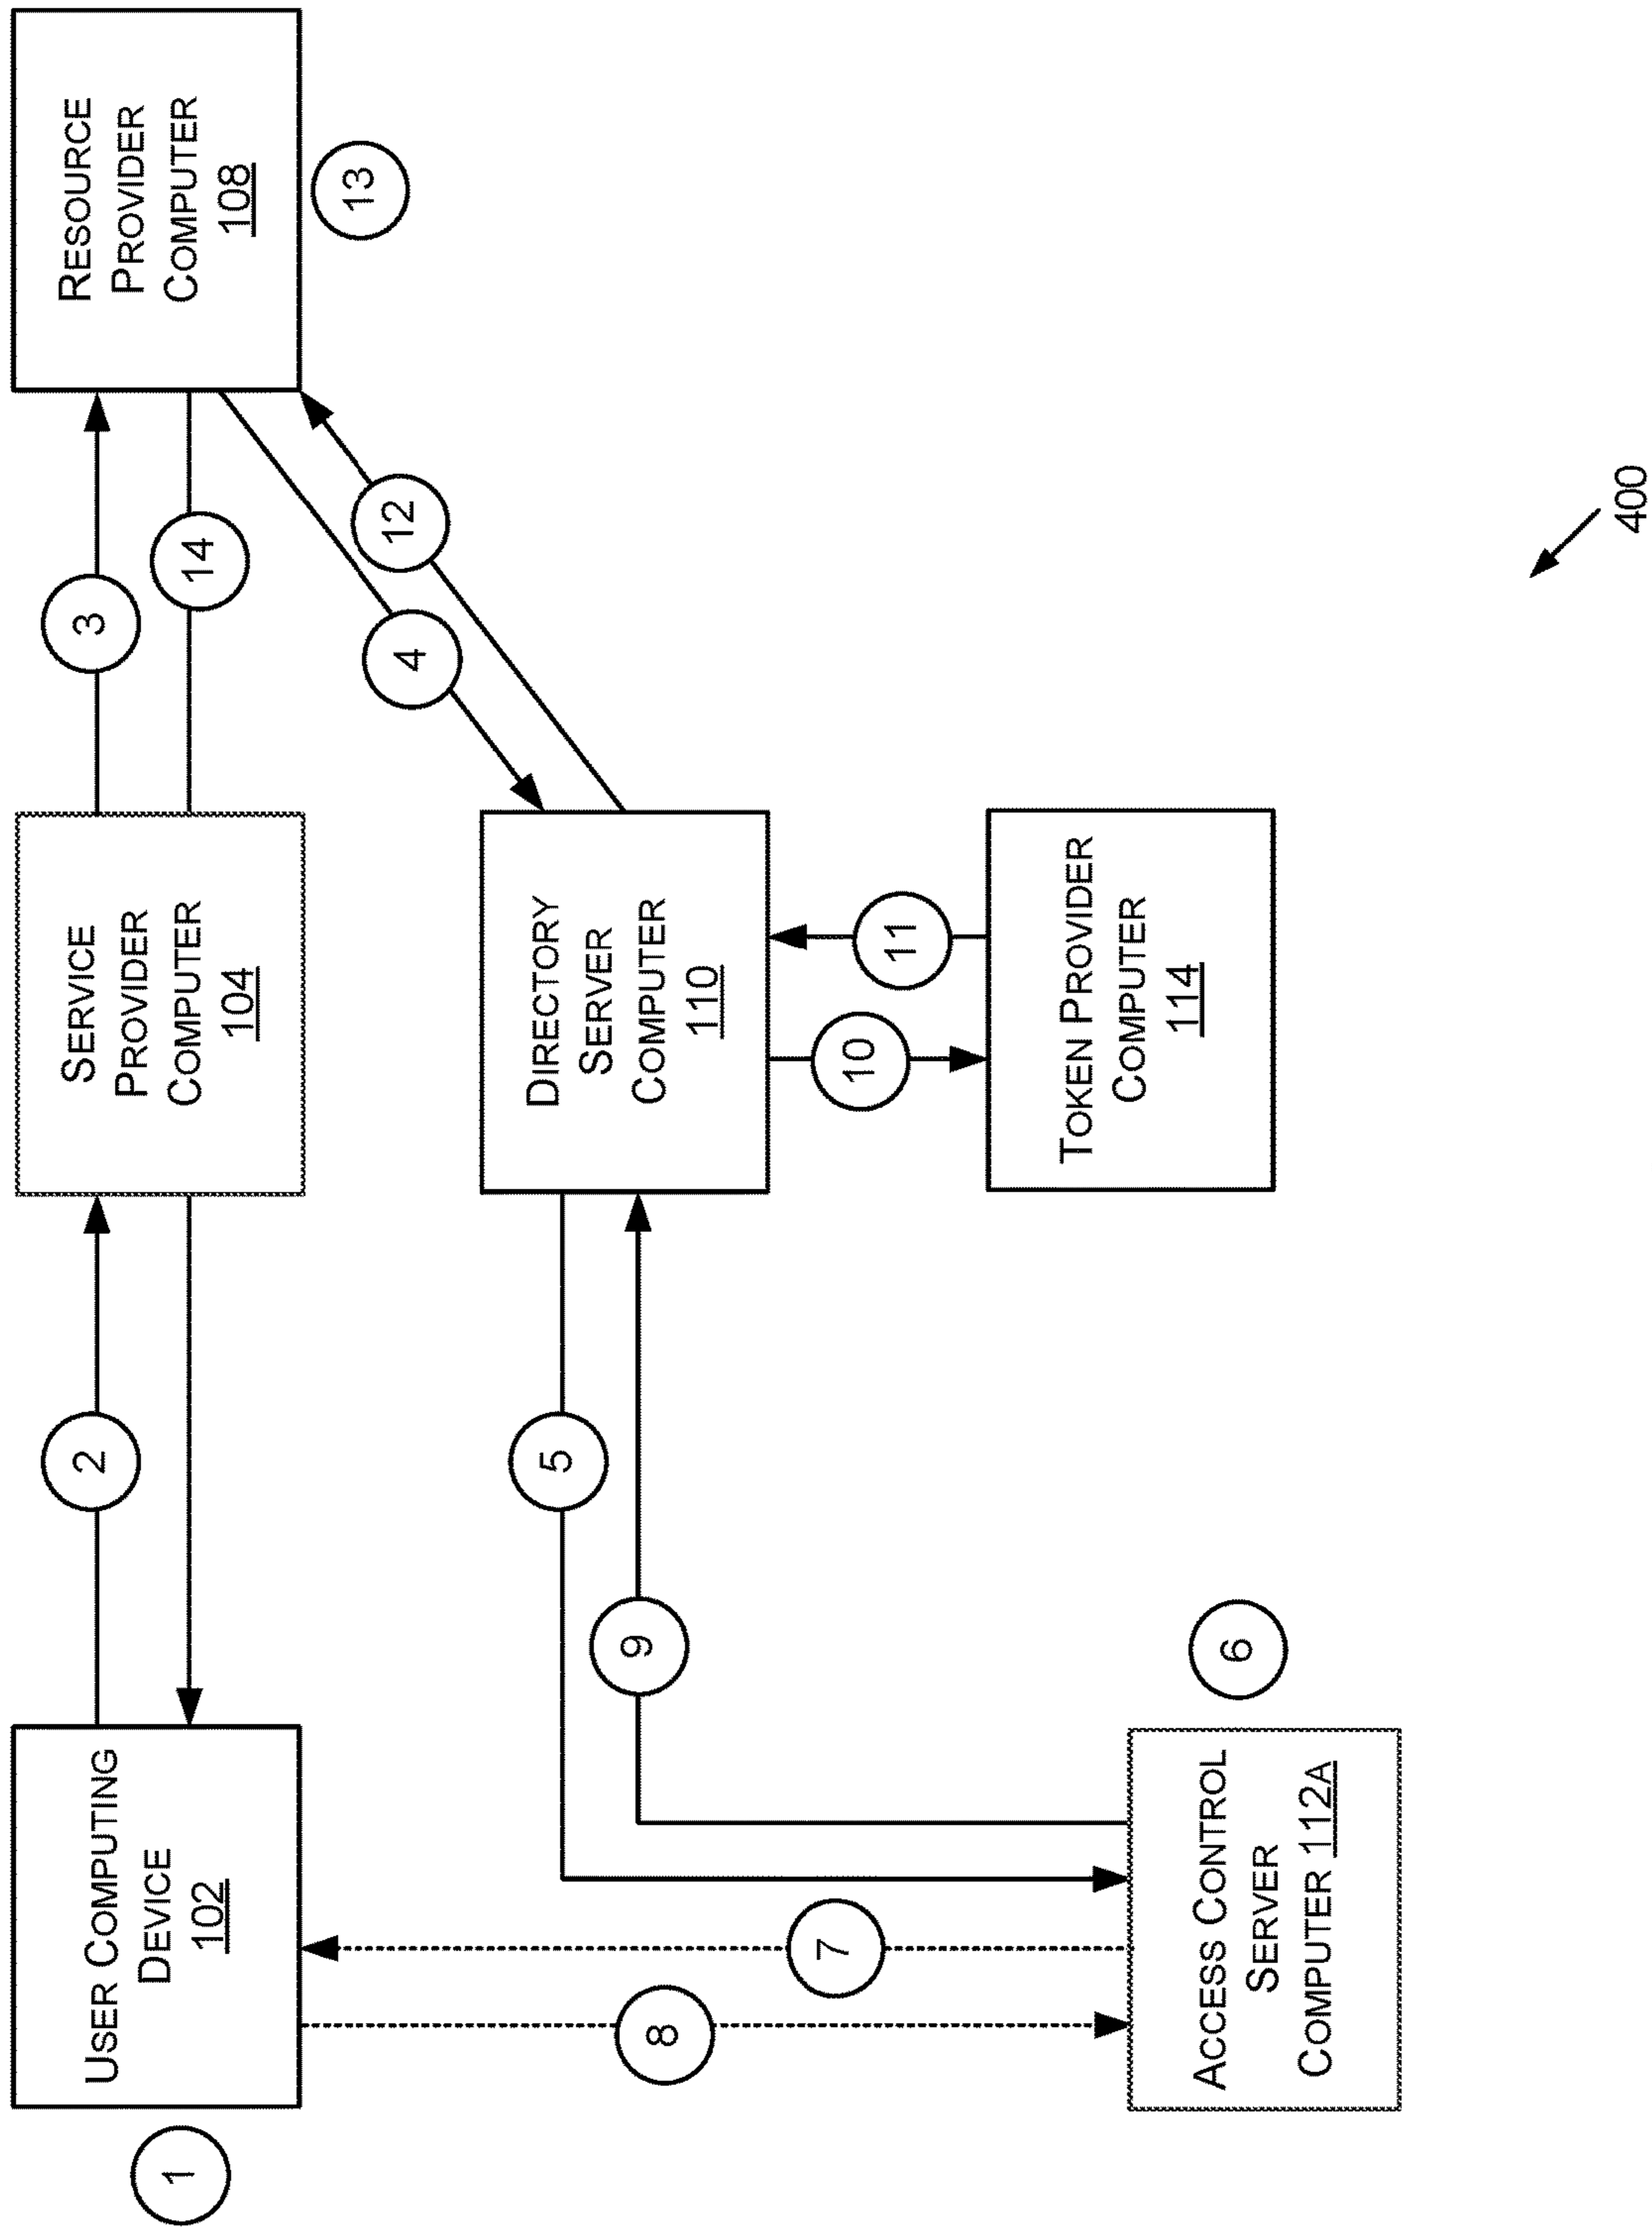 1
USER COMPUTING
DEVICE
102
2
SERVICE
PROVIDER
COMPUTER
104
3
14
RESOURCE
PROVIDER
COMPUTER
108
13
4
12
5
9
DIRECTORY
SERVER
COMPUTER
110
8
7
10
11
ACCESS CONTROL
SERVER
COMPUTER 112A
6
TOKEN PROVIDER
COMPUTER
114
400